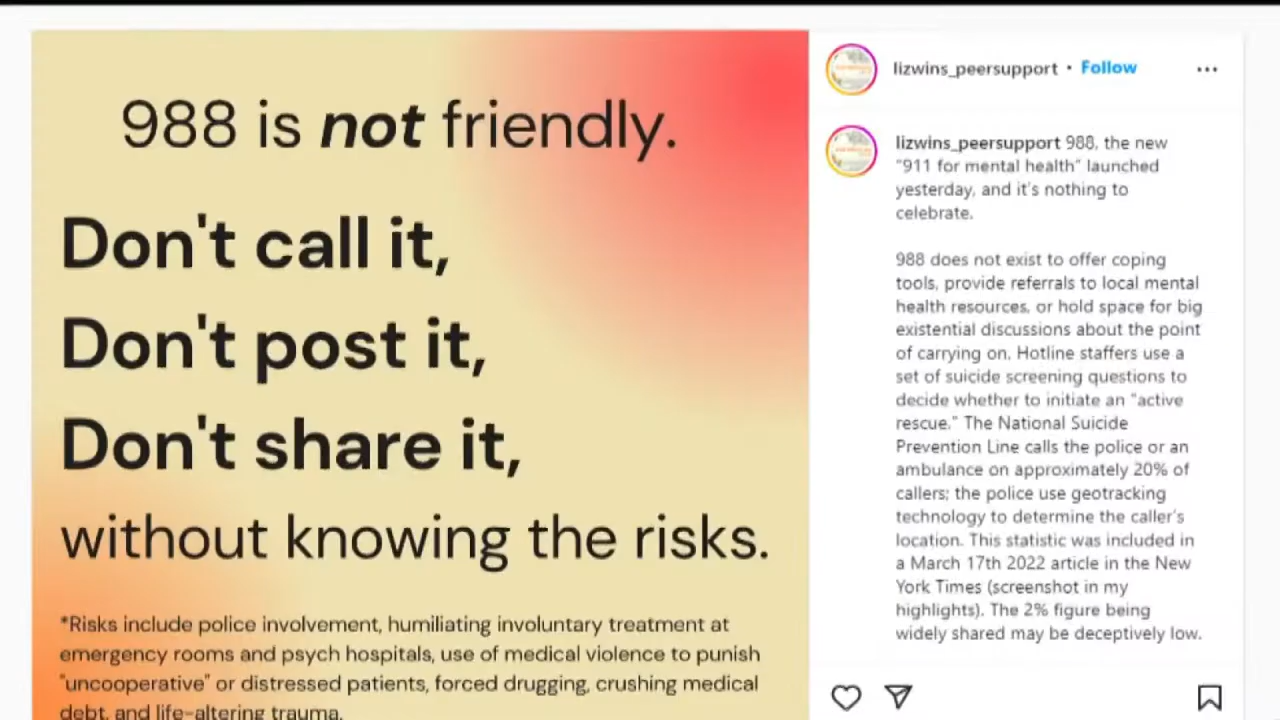 988 is not friendly.
Don't call it,
Don't post it,
Don't share it,
without knowing the risks.
*Risks include police involvement, humiliating involuntary treatment at
emergency rooms and psych hospitals, use of medical violence to punish
"uncooperative" or distressed patients, forced drugging, crushing medical
debt, and life-altering trauma.
lizwins_peersupport • Follow
lizwins_peersupport 988, the new
"911 for mental health" launched
yesterday, and it's nothing to
celebrate.
988 does not exist to offer coping
tools, provide referrals to local mental
health resources, or hold space for big
existential discussions about the point
of carrying on. Hotline staffers use a
set of suicide screening questions to
decide whether to initiate an "active
rescue." The National Suicide
Prevention Line calls the police or an
ambulance on approximately 20% of
callers; the police use geotracking
technology to determine the caller's
location. This statistic was included in
a March 17th 2022 article in the New
York Times (screenshot in my
highlights). The 2% figure being
widely shared may be deceptively low.